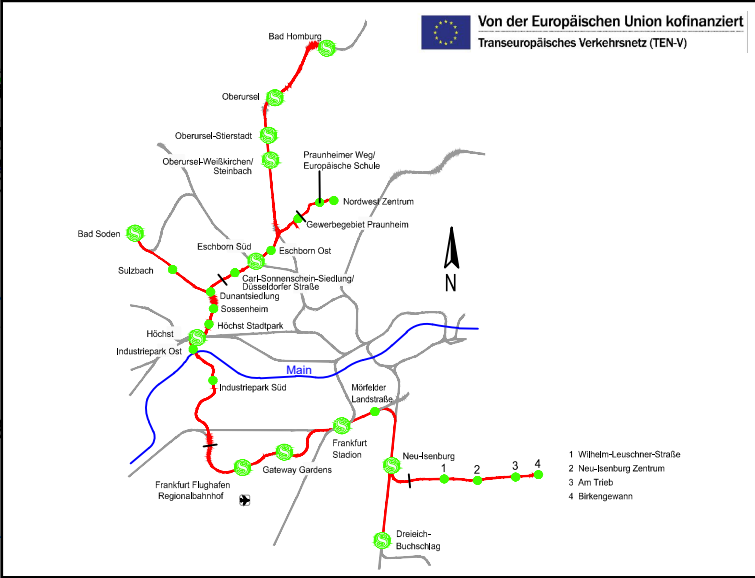 Von der Europäischen Union kofinanziert
Transeuropäisches Verkehrsnetz (TEN-V)
Bad Homburg
Oberursel
Oberursel-Stierstadt
Oberursel-Weißkirchen/
Steinbach
Praunheimer Weg/
Europäische Schule
Nordwest Zentrum
Gewerbegebiet Praunheim
Bad Soden
Eschborn Süd
Eschborn Ost
Sulzbach
Carl-Sonnenschein-Siedlung/
Düsseldorfer Straße
Dunantsiedlung
Sossenheim
Höchst Stadtpark
Höchst
Industriepark Ost
N
Main
Industriepark Süd
Mörfelder
Landstraße
Frankfurt
Stadion
Neu-Isenburg
Gateway Gardens
Frankfurt Flughafen
Regionalbahnhof
1 2 3 4
1 Wilhelm-Leuschner-Straße
2 Neu-Isenburg Zentrum
3 Am Trieb
4 Birkengewann
Dreieich-
Buchschlag